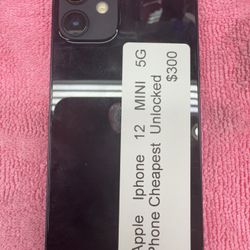 Apple Iphone 12 MINI 5G
Phone Cheapest Unlocked
$300